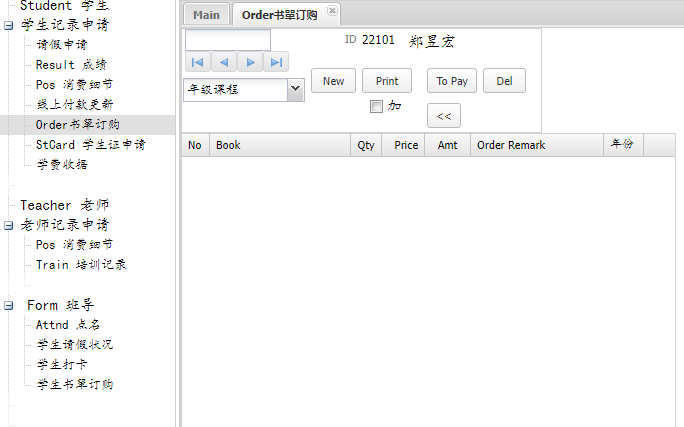 Student 学生
学生记录申请
请假申请
Result 成绩
Pos 消费细节
线上付款更新
Order书單订购
StCard 学生证申请
学费收据
Teacher 老师
老师记录申请
Pos 消费细节
Train 培训记录
Form 班导
Attnd 点名
学生请假状况
学生打卡
学生书單订购
Main Order书單订购
ID 22101 郑昱宏
年级课程 New Print To Pay Del
加 <<
No Book Qty Price Amt Order Remark 年份